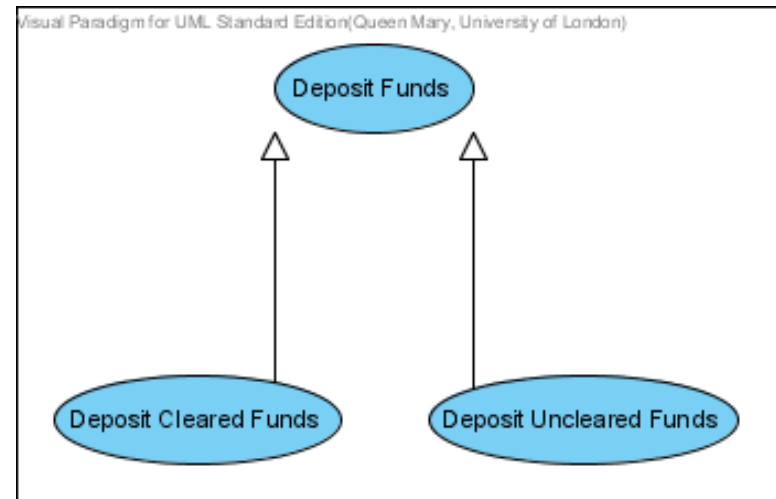 Visual Paradigm for UML Standard Edition(Queen Mary, University of London)
Deposit Funds
Deposit Cleared Funds
Deposit Uncleared Funds